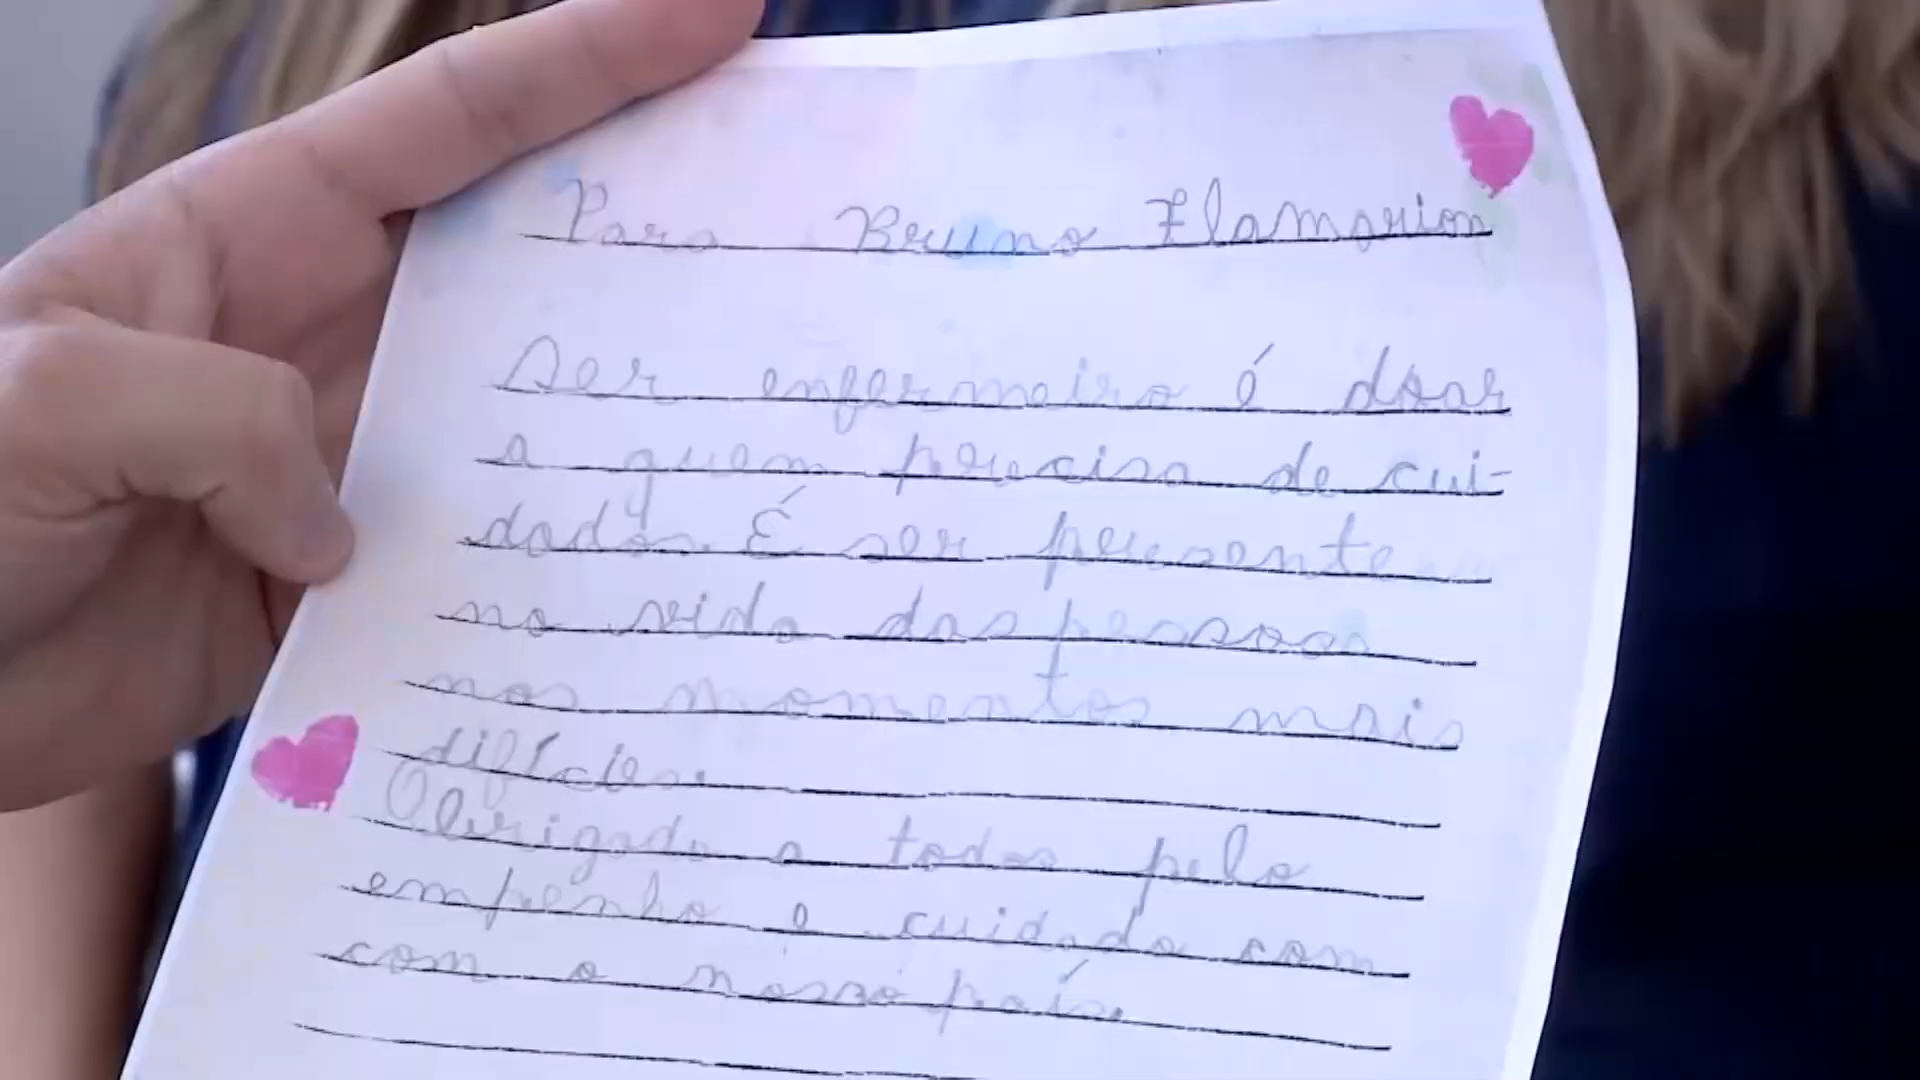 Para Bruno Flamarion
Ser enfermeiro é doar
a quem precisa de cui-
dados. É ser presente
na vida das pessoas
nos momentos mais
difíceis.
Obrigado a todos pelo
empenho e cuidado com
com o nosso país.